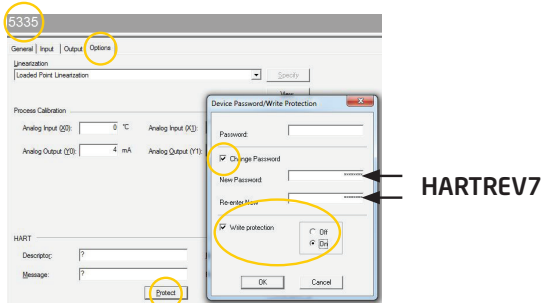 5335
General Input Output Options
Linearization
Loaded Point Linearization
Specify
View
Process Calibration
Analog Input (X0): 0 °C Analog Input (X1):
Analog Output (Y0): 4 mA Analog Output (Y1):
HART
Descriptor: ?
Message: ?
Protect
Device Password/Write Protection
Password:
Change Password
New Password: ********
Re-enter New ********
Write protection
Off
On
OK Cancel
HARTREV7